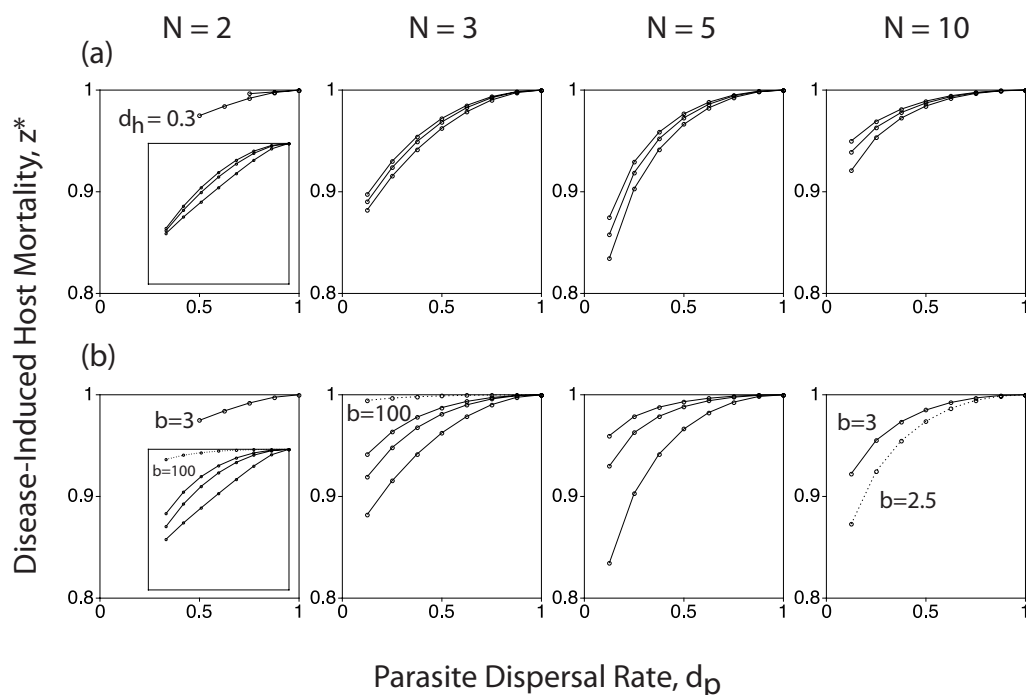 N = 2 N = 3 N = 5 N = 10
(a)
1 1 1 1
d_h = 0.3
0.9 0.9 0.9
0.8 0.8 0.8 0.8
0 0.5 1 0 0.5 1 0 0.5 1 0 0.5 1
Disease-Induced Host Mortality, z*
(b)
1 1 1 1
b=3 b=100 b=3
b=100
0.9 0.9 0.9
b=2.5
0.8 0.8 0.8 0.8
0 0.5 1 0 0.5 1 0 0.5 1 0 0.5 1
Parasite Dispersal Rate, d_p